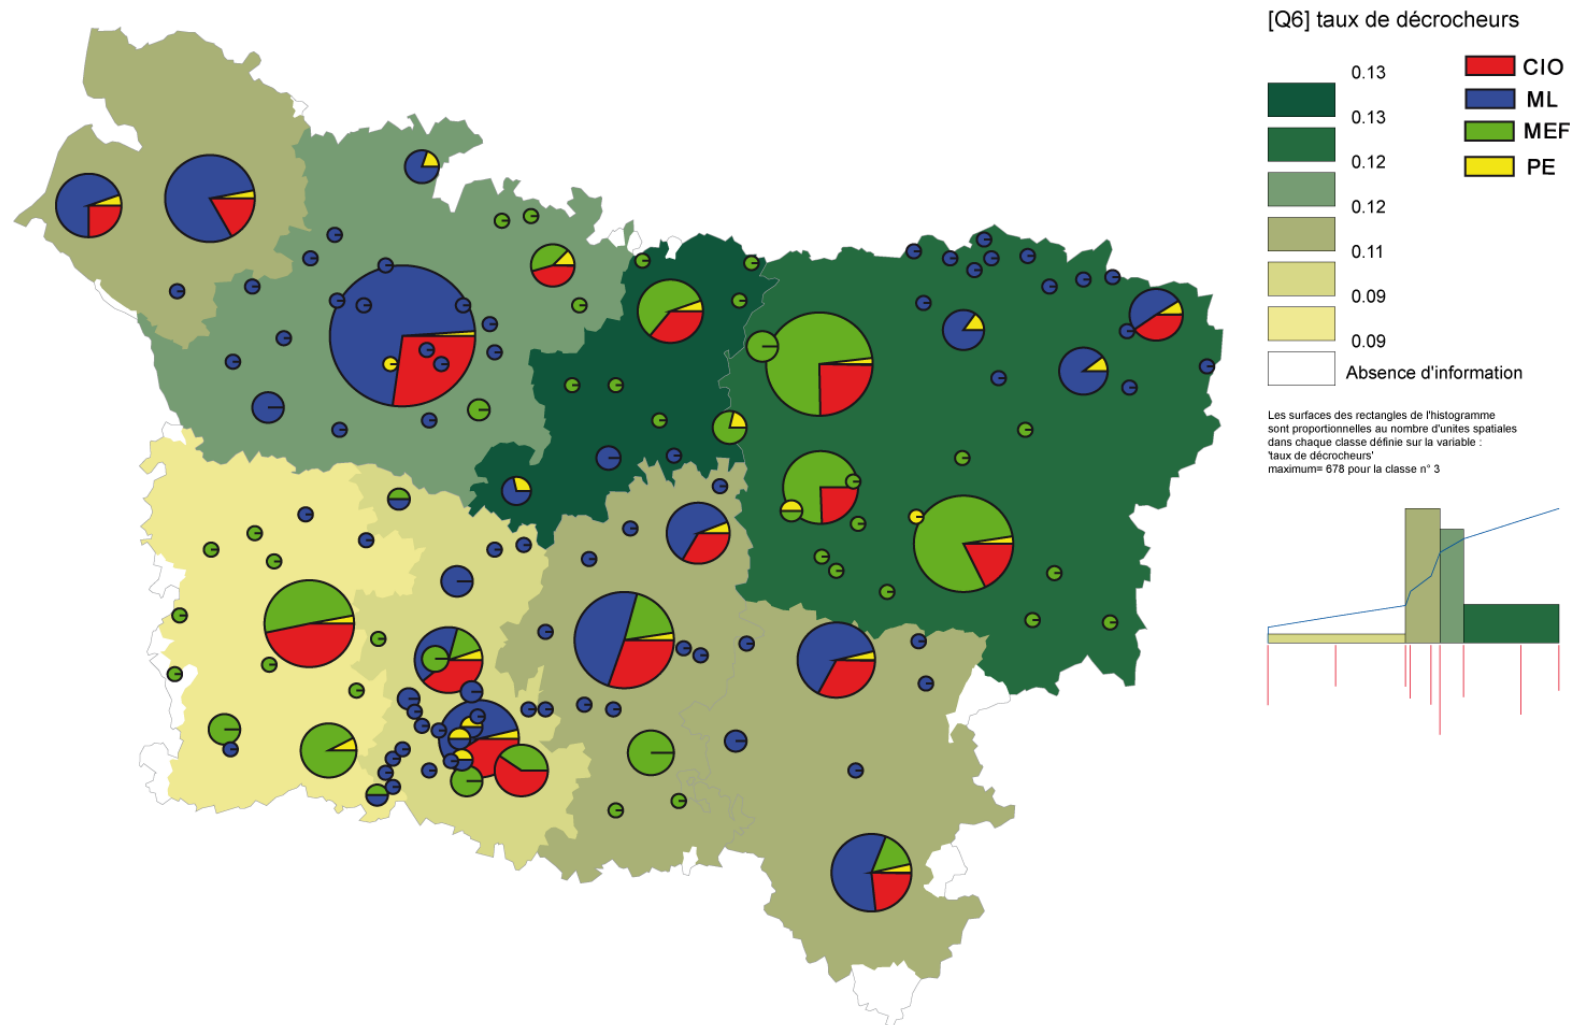 [Q6] taux de décrocheurs
0.13
0.13
0.12
0.12
0.11
0.09
0.09
Absence d'information
CIO
ML
MEF
PE
Les surfaces des rectangles de l'histogramme
sont proportionnelles au nombre d'unites spatiales
dans chaque classe définie sur la variable :
'taux de décrocheurs'
maximum= 678 pour la classe n° 3